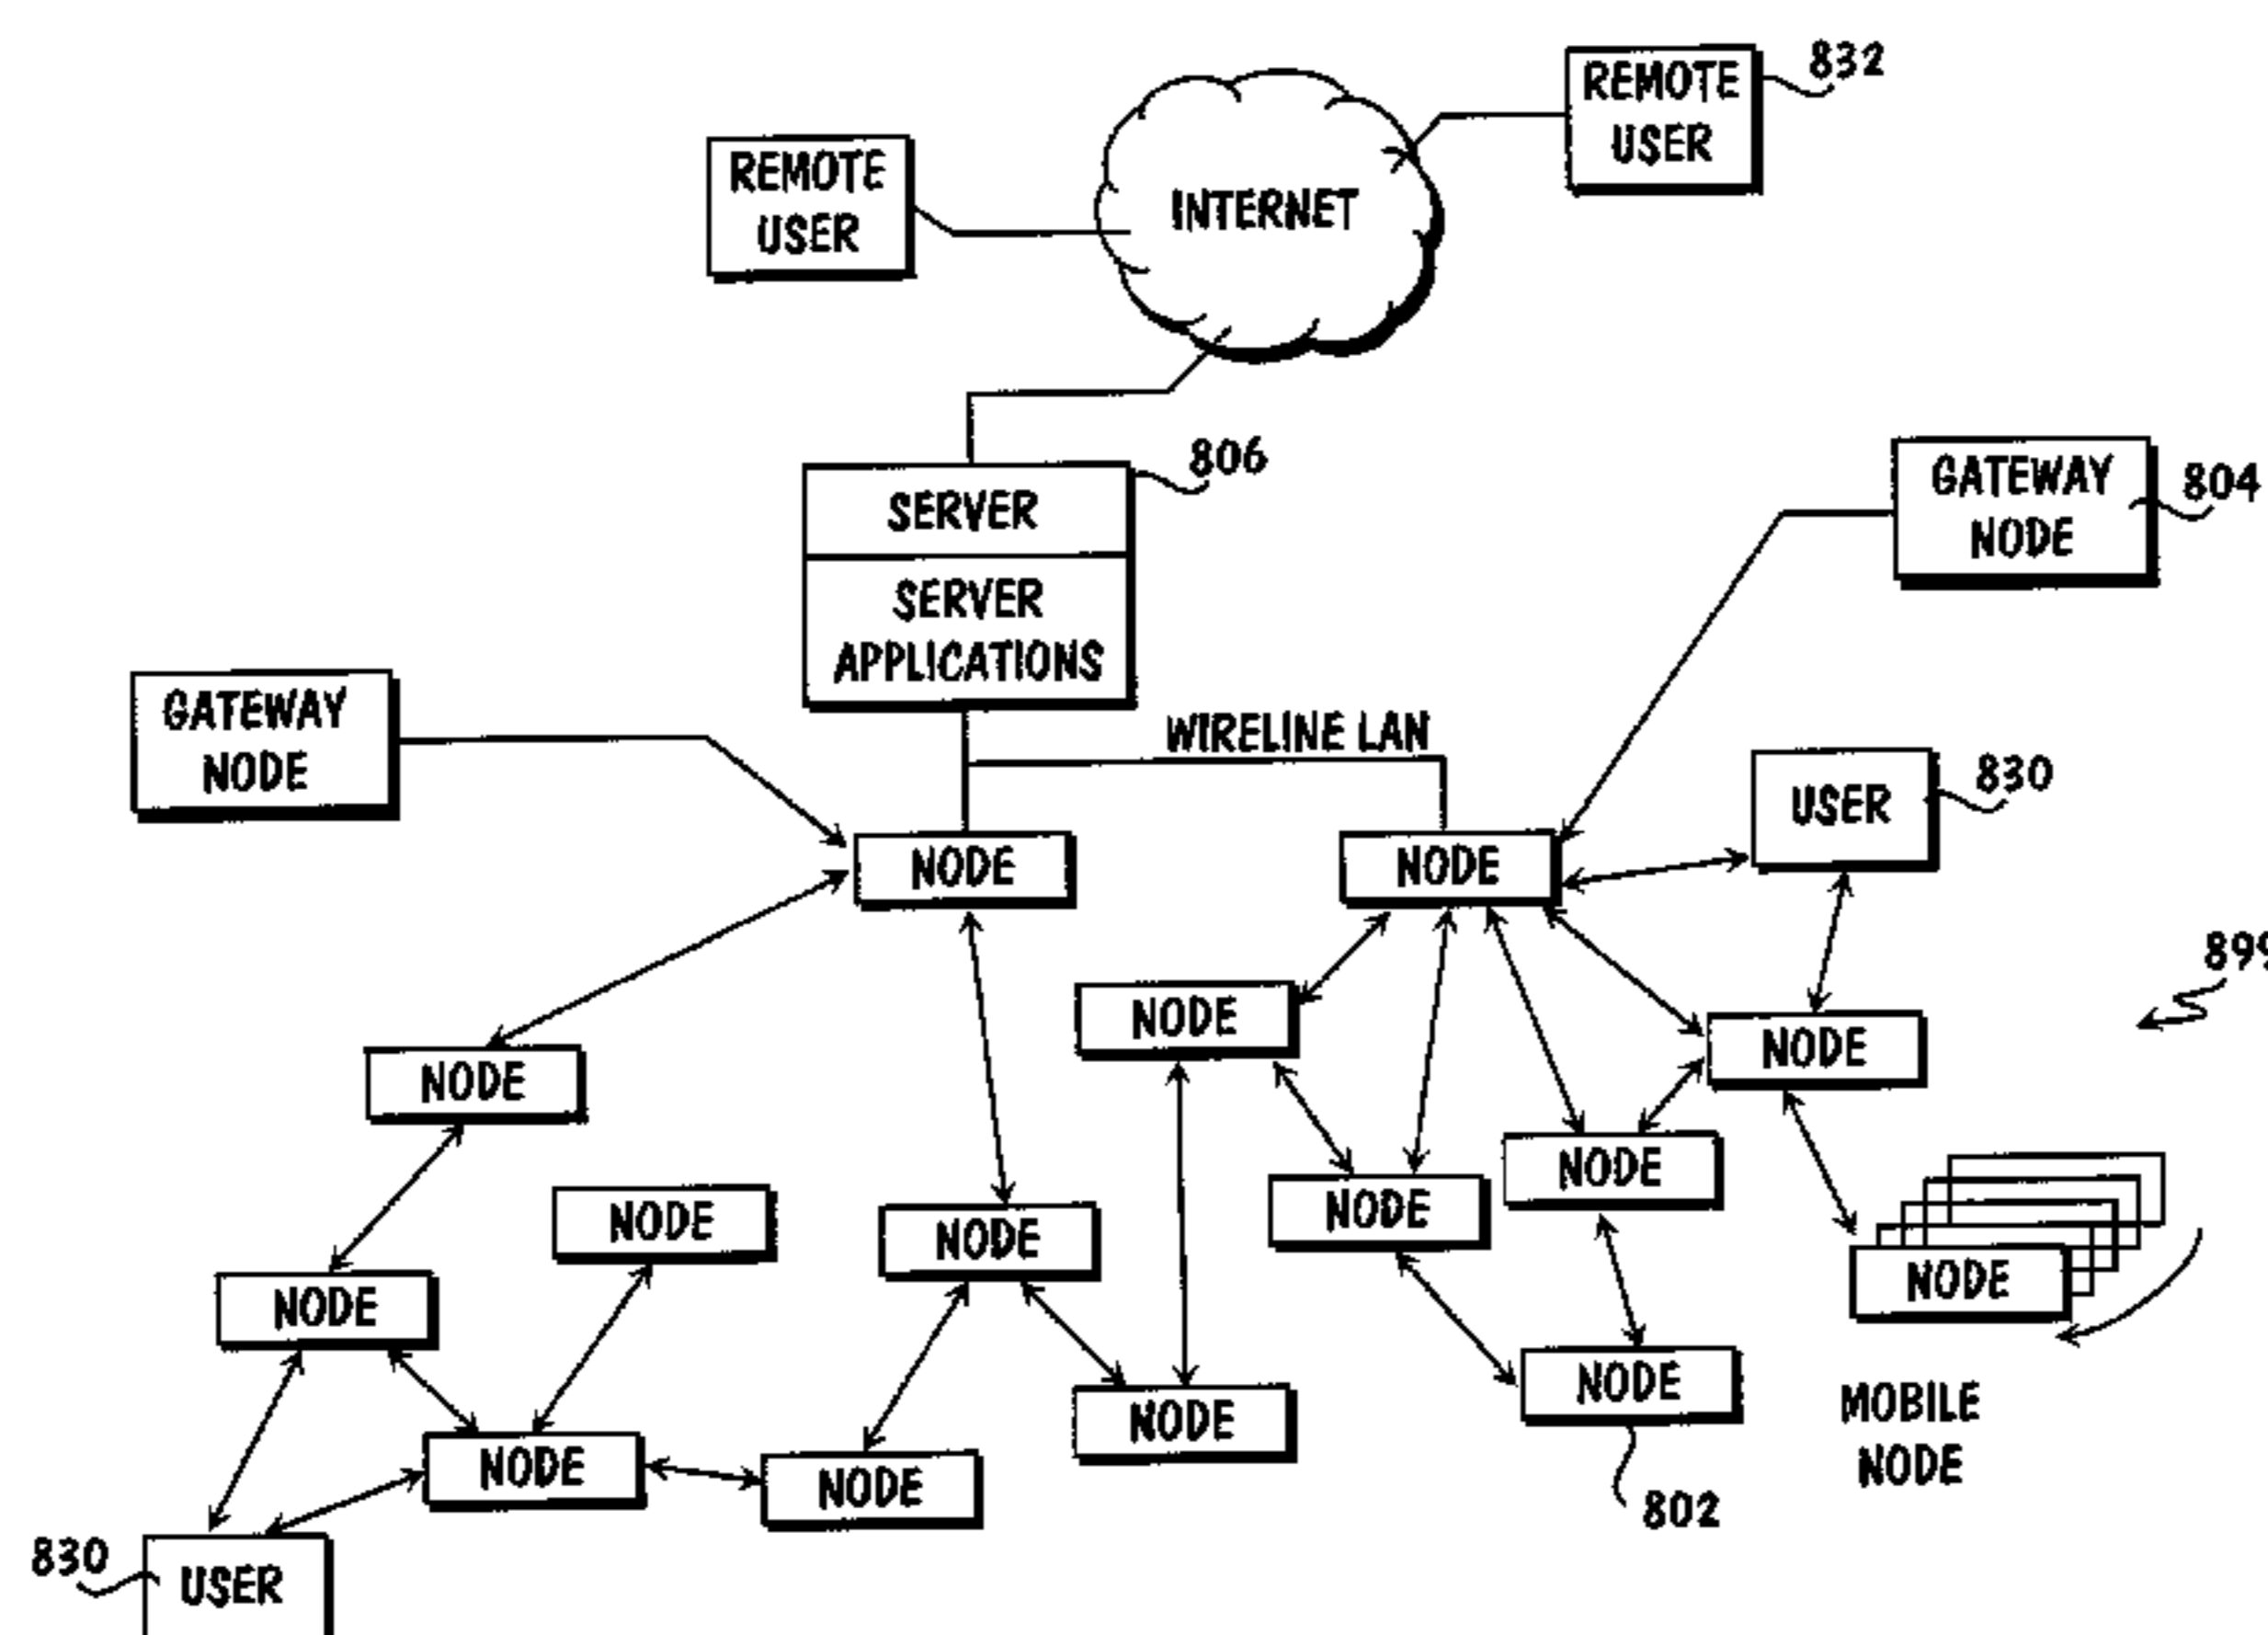 832
REMOTE
USER
REMOTE
USER
INTERNET
806
SERVER
SERVER
APPLICATIONS
GATEWAY
NODE
804
GATEWAY
NODE
WIRELINE LAN
USER
830
NODE
NODE
899
NODE
NODE
NODE
NODE
NODE
NODE
NODE
NODE
NODE
NODE
NODE
NODE
MOBILE
NODE
NODE
NODE
802
830
USER